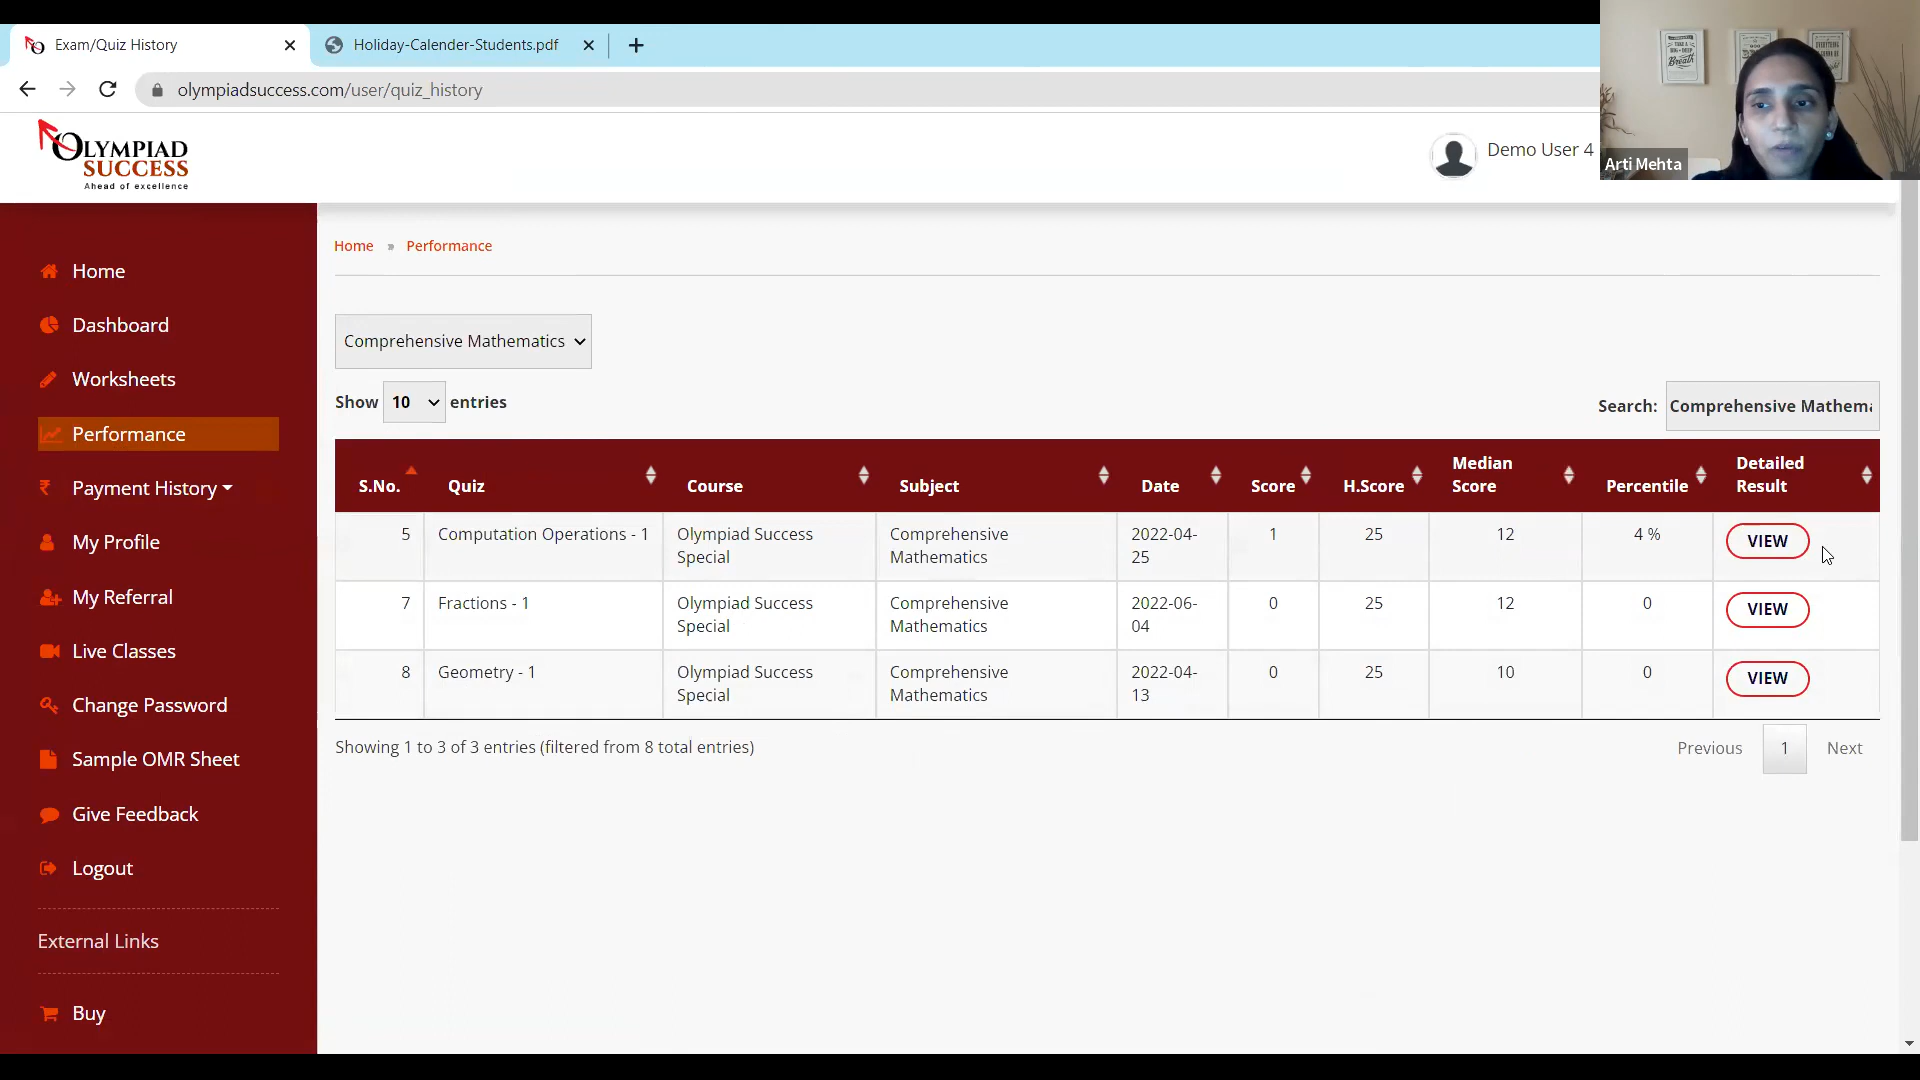 Exam/Quiz History
Holiday-Calender-Students.pdf
olympiadsuccess.com/user/quiz_history
OLYMPIAD
SUCCESS
Ahead of excellence
Demo User 4
Breath
Arti Mehta
Home
Dashboard
Worksheets
Performance
Payment History
My Profile
My Referral
Live Classes
Change Password
Sample OMR Sheet
Give Feedback
Logout
External Links
Buy
Home » Performance
Comprehensive Mathematics
Show 10 entries
Search: Comprehensive Mathema
S.No. Quiz Course Subject Date Score H.Score Median Score Percentile Detailed Result
5 Computation Operations - 1 Olympiad Success Special Comprehensive Mathematics 2022-04-25 1 25 12 4 % VIEW
7 Fractions - 1 Olympiad Success Special Comprehensive Mathematics 2022-06-04 0 25 12 0 VIEW
8 Geometry - 1 Olympiad Success Special Comprehensive Mathematics 2022-04-13 0 25 10 0 VIEW
Showing 1 to 3 of 3 entries (filtered from 8 total entries)
Previous 1 Next